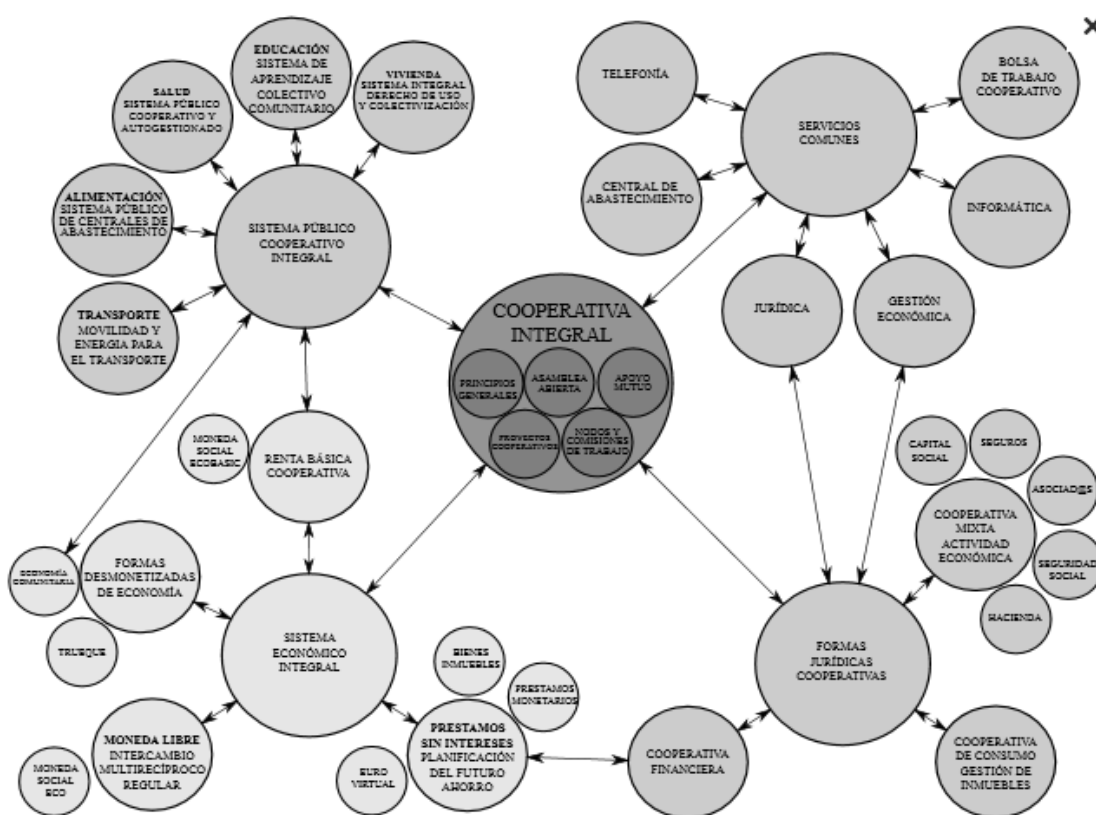 EDUCACIÓN
SISTEMA DE
APRENDIZAJE
COLECTIVO
COMUNITARIO
VIVIENDA
SISTEMA INTEGRAL
DERECHO DE USO
Y COLECTIVIZACIÓN
SALUD
SISTEMA PÚBLICO
COOPERATIVO Y
AUTOGESTIONADO
ALIMENTACIÓN
SISTEMA PÚBLICO
DE CENTRALES DE
ABASTECIMIENTO
TRANSPORTE
MOVILIDAD Y
ENERGIA PARA
EL TRANSPORTE
SISTEMA PÚBLICO
COOPERATIVO
INTEGRAL
TELEFONÍA
CENTRAL DE
ABASTECIMIENTO
SERVICIOS
COMUNES
BOLSA
DE TRABAJO
COOPERATIVO
INFORMÁTICA
JURÍDICA
GESTIÓN
ECONÓMICA
COOPERATIVA
INTEGRAL
PRINCIPIOS
GENERALES
ASAMBLEA
ABIERTA
APOYO
MUTUO
PROYECTOS
COOPERATIVOS
NODOS Y
COMISIONES
DE TRABAJO
MONEDA
SOCIAL
ECOBASIC
RENTA BÁSICA
COOPERATIVA
ECONOMÍA
COMUNITARIA
FORMAS
DESMONETIZADAS
DE ECONOMÍA
TRUEQUE
SISTEMA
ECONÓMICO
INTEGRAL
MONEDA LIBRE
INTERCAMBIO
MULTIRECÍPROCO
REGULAR
MONEDA
SOCIAL
ECO
BIENES
INMUEBLES
PRESTAMOS
MONETARIOS
PRESTAMOS
SIN INTERESES
PLANIFICACIÓN
DEL FUTURO
AHORRO
EURO
VIRTUAL
CAPITAL
SOCIAL
SEGUROS
ASOCIAD@S
COOPERATIVA
MIXTA
ACTIVIDAD
ECONÓMICA
SEGURIDAD
SOCIAL
HACIENDA
FORMAS
JURÍDICAS
COOPERATIVAS
COOPERATIVA
FINANCIERA
COOPERATIVA
DE CONSUMO
GESTIÓN DE
INMUEBLES